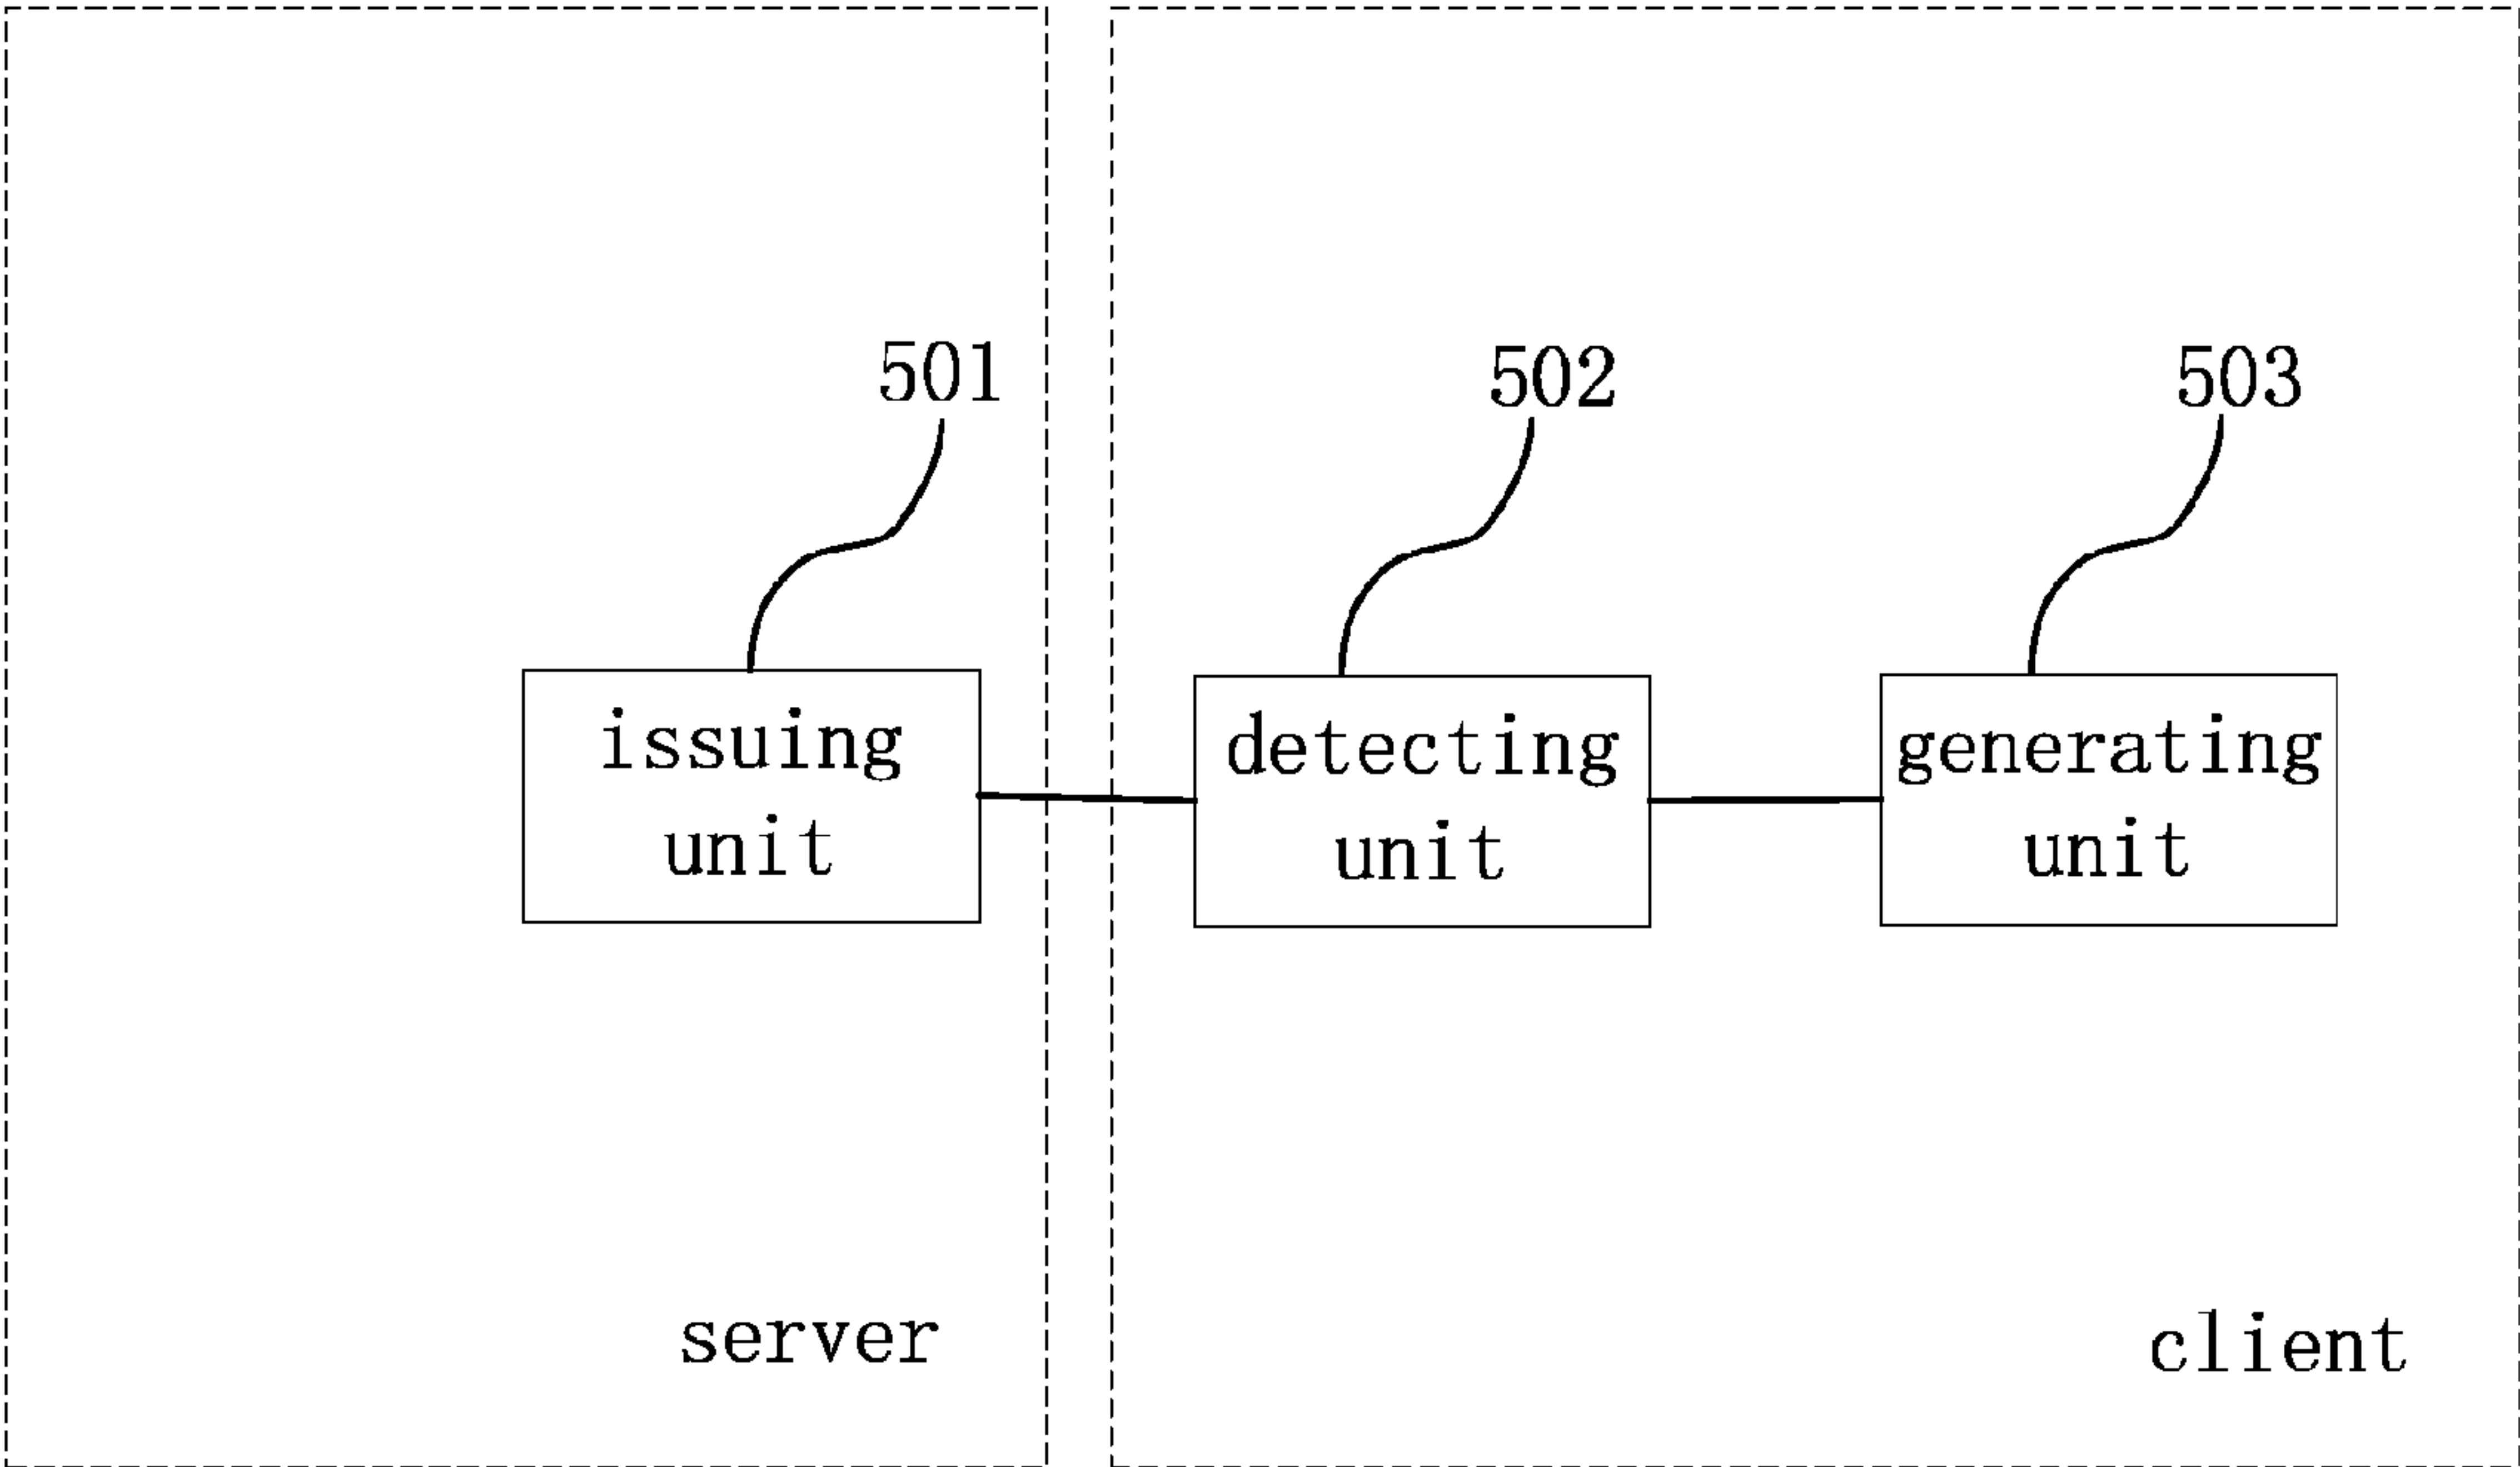 501
502
503
issuing
unit
detecting
unit
generating
unit
server
client